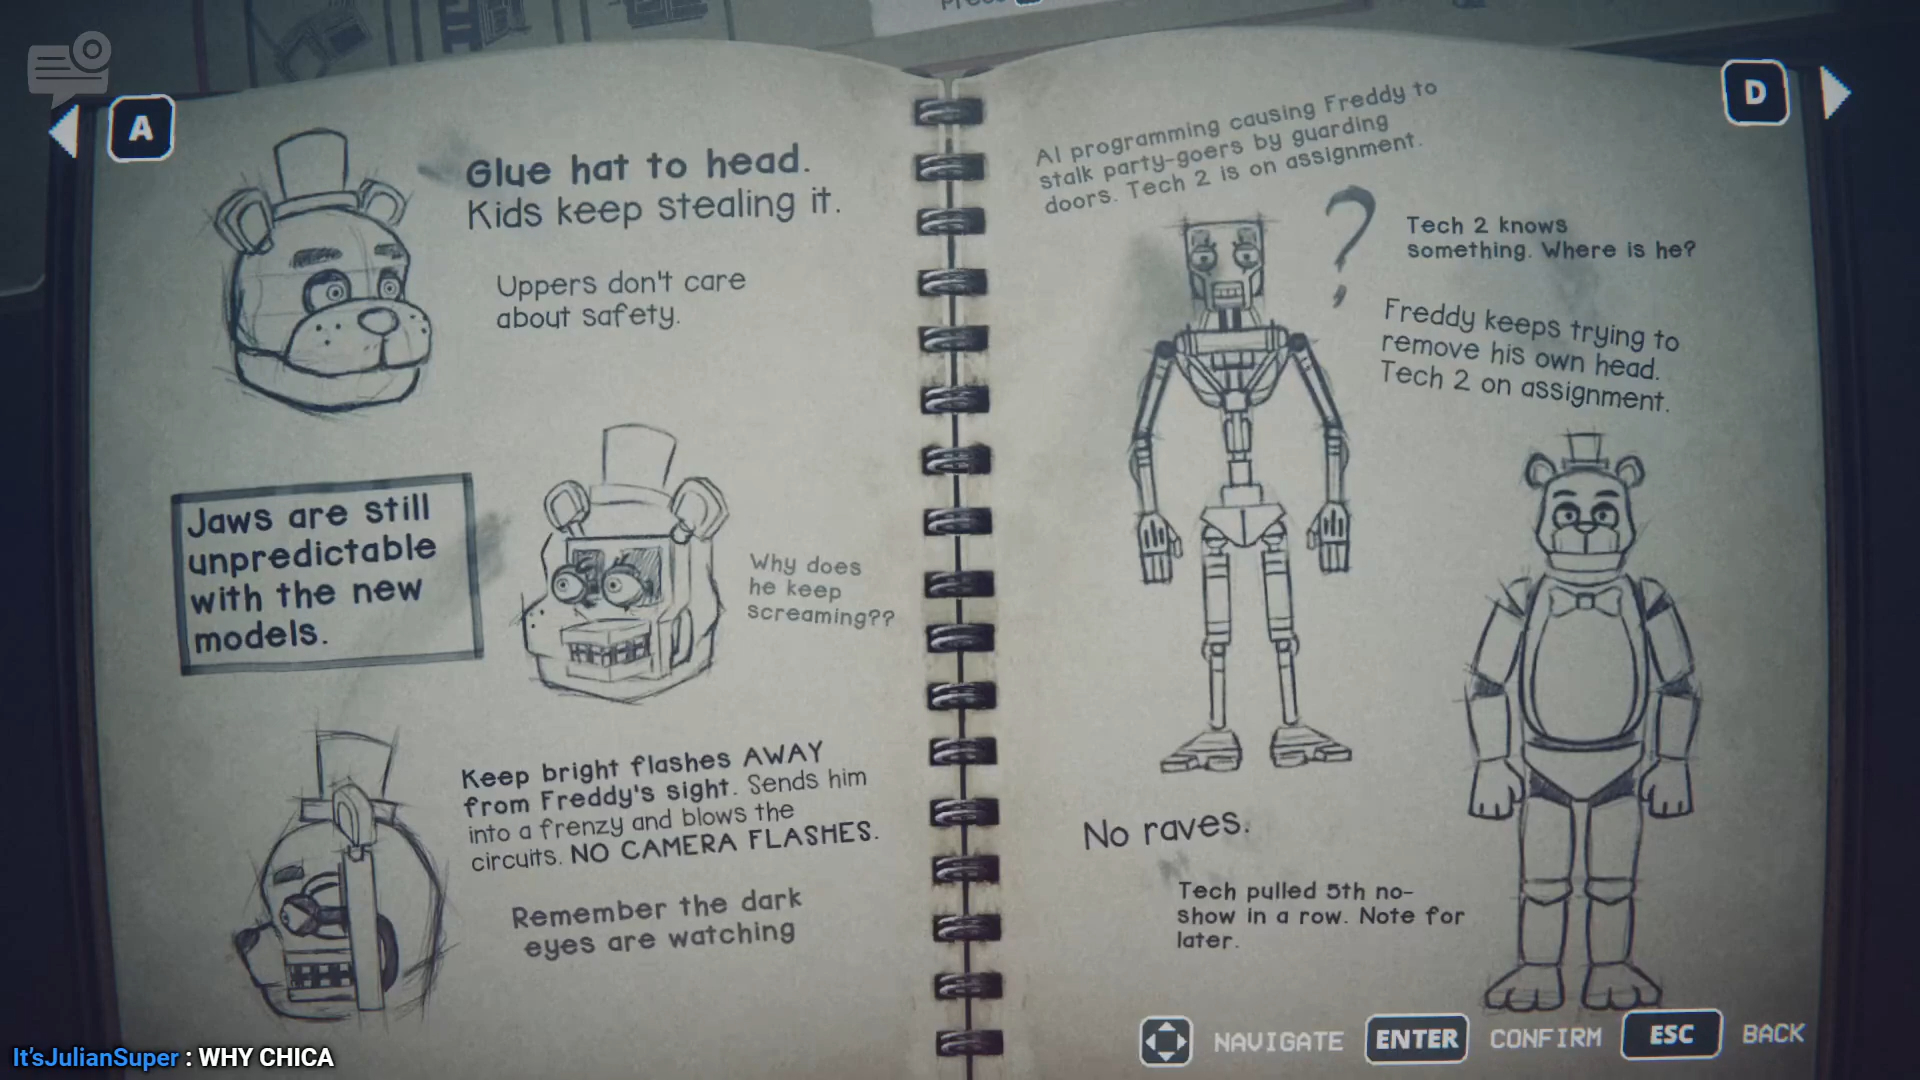 A
Glue hat to head.
Kids keep stealing it.
Uppers don't care
about safety.
Jaws are still
unpredictable
with the new
models.
Why does
he keep
screaming??
Keep bright flashes AWAY
from Freddy's sight. Sends him
into a frenzy and blows the
circuits. NO CAMERA FLASHES.
Remember the dark
eyes are watching
D
AI programming causing Freddy to
stalk party-goers by guarding
doors. Tech 2 is on assignment.
?
Tech 2 knows
something. Where is he?
Freddy keeps trying to
remove his own head.
Tech 2 on assignment.
No raves.
Tech pulled 5th no-
show in a row. Note for
later.
NAVIGATE ENTER CONFIRM ESC BACK
It'sJulianSuper : WHY CHICA